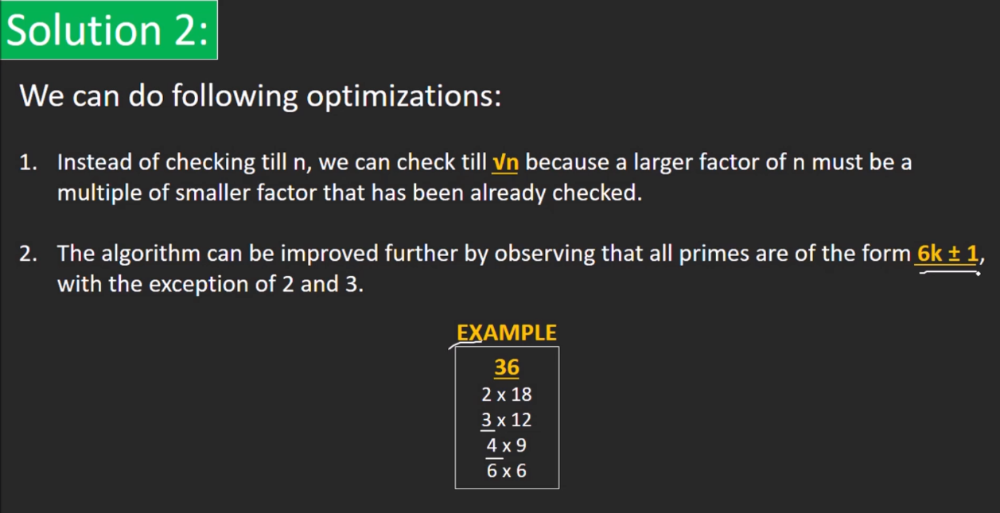 Solution 2:
We can do following optimizations:
1. Instead of checking till n, we can check till √n because a larger factor of n must be a
multiple of smaller factor that has been already checked.
2. The algorithm can be improved further by observing that all primes are of the form 6k ± 1,
with the exception of 2 and 3.
EXAMPLE
36
2 x 18
3 x 12
4 x 9
6 x 6